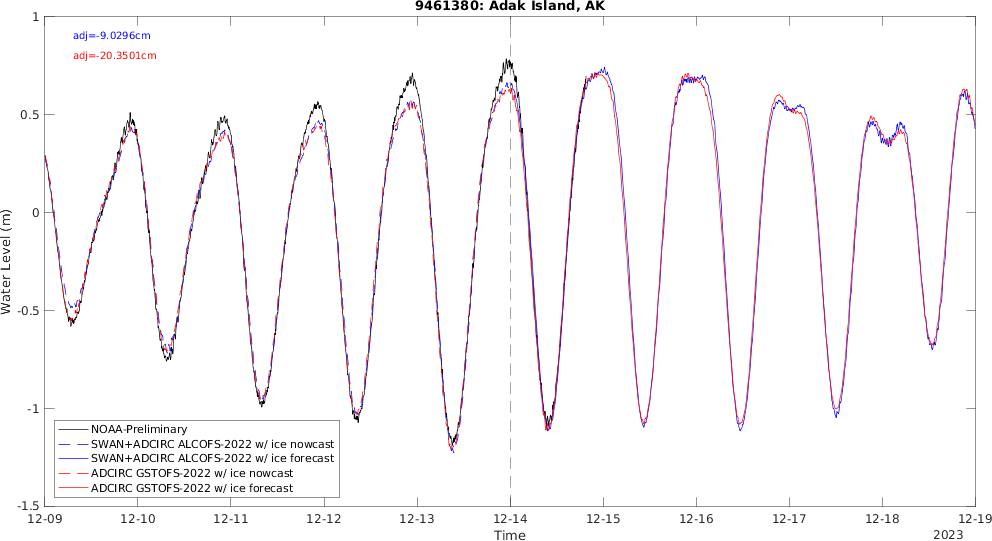 9461380: Adak Island, AK
adj=-9.0296cm
adj=-20.3501cm
Water Level (m)
1
0.5
0
-0.5
-1
-1.5
NOAA-Preliminary
SWAN+ADCIRC ALCOFS-2022 w/ ice nowcast
SWAN+ADCIRC ALCOFS-2022 w/ ice forecast
ADCIRC GSTOFS-2022 w/ ice nowcast
ADCIRC GSTOFS-2022 w/ ice forecast
12-09 12-10 12-11 12-12 12-13 12-14 12-15 12-16 12-17 12-18 12-19
Time
2023